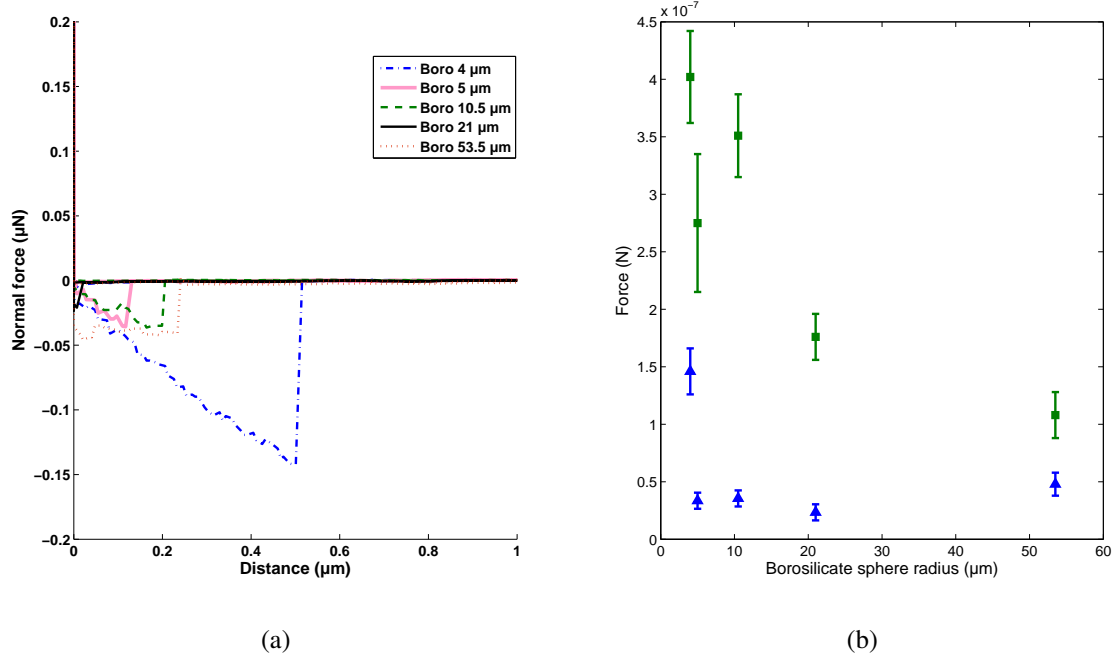 0.2
0.15
0.1
0.05
0
−0.05
−0.1
−0.15
−0.2
Normal force (µN)
0 0.2 0.4 0.6 0.8 1
Distance (µm)
Boro 4 µm
Boro 5 µm
Boro 10.5 µm
Boro 21 µm
Boro 53.5 µm
(a)
x 10⁻⁷
4.5
4
3.5
3
2.5
2
1.5
1
0.5
0
Force (N)
0 10 20 30 40 50 60
Borosilicate sphere radius (µm)
(b)